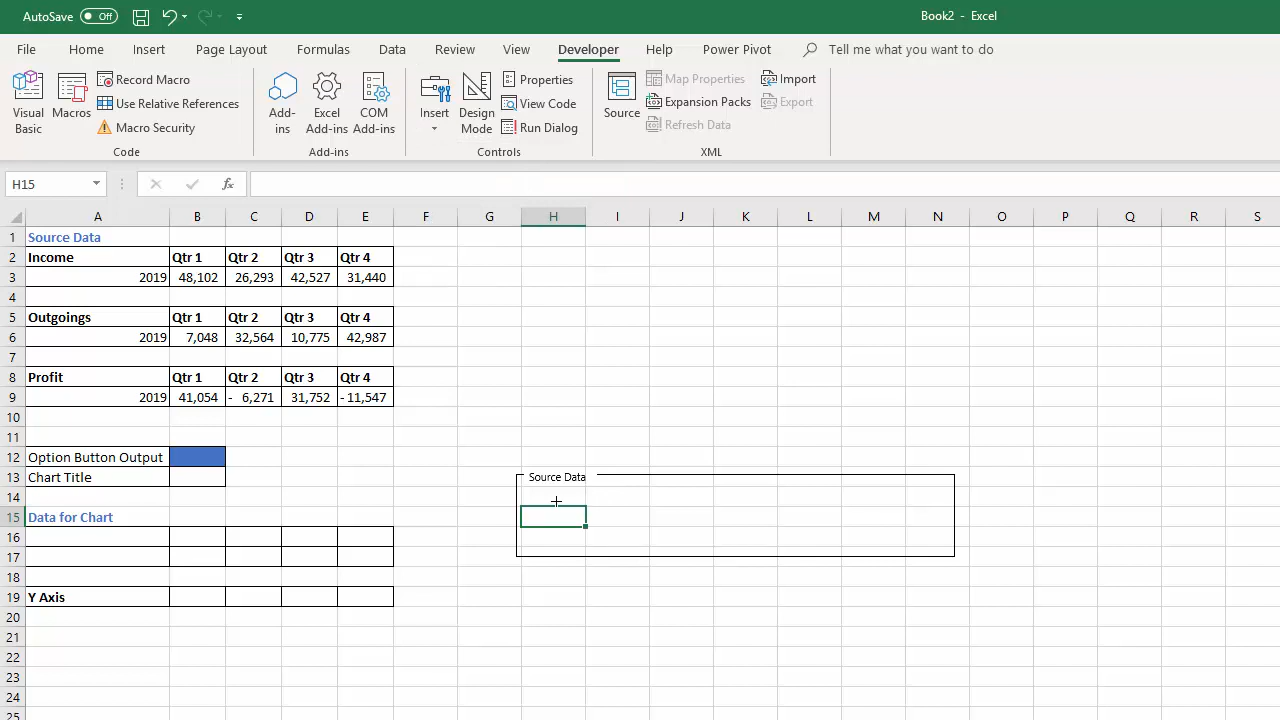 AutoSave Off Book2 - Excel
File Home Insert Page Layout Formulas Data Review View Developer Help Power Pivot Tell me what you want to do
Visual Basic
Macros
Record Macro
Use Relative References
Macro Security
Code
Add-ins
Excel Add-ins
COM Add-ins
Add-ins
Insert
Design Mode
Properties
View Code
Run Dialog
Controls
Source
Map Properties
Expansion Packs
Refresh Data
Import
Export
XML
H15 fx
A B C D E F G H I J K L M N O P Q R S
1 Source Data
2 Income Qtr 1 Qtr 2 Qtr 3 Qtr 4
3 2019 48,102 26,293 42,527 31,440
4
5 Outgoings Qtr 1 Qtr 2 Qtr 3 Qtr 4
6 2019 7,048 32,564 10,775 42,987
7
8 Profit Qtr 1 Qtr 2 Qtr 3 Qtr 4
9 2019 41,054 - 6,271 31,752 - 11,547
10
11
12 Option Button Output
13 Chart Title Source Data
14
15 Data for Chart
16
17
18
19 Y Axis
20
21
22
23
24
25